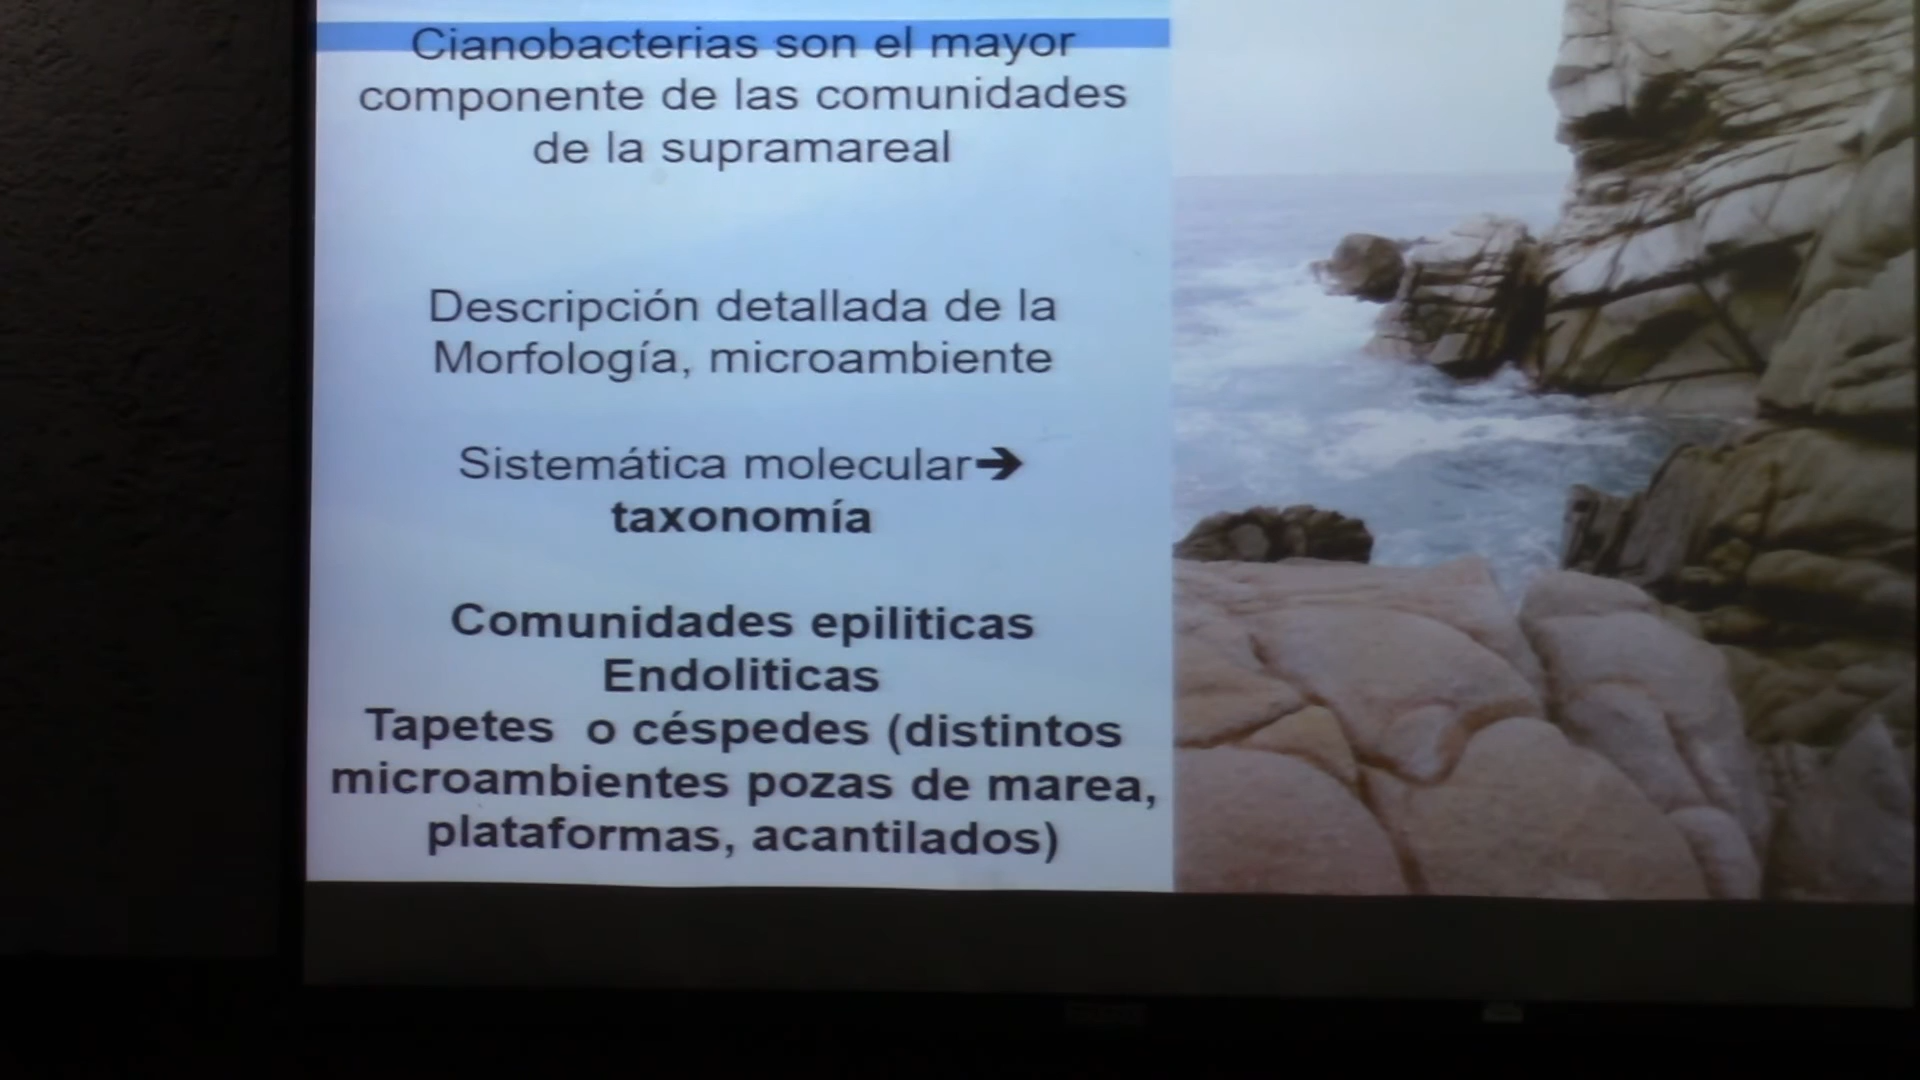 Cianobacterias son el mayor
componente de las comunidades
de la supramareal
Descripción detallada de la
Morfología, microambiente
Sistemática molecular➔
taxonomía
Comunidades epiliticas
Endoliticas
Tapetes o céspedes (distintos
microambientes pozas de marea,
plataformas, acantilados)